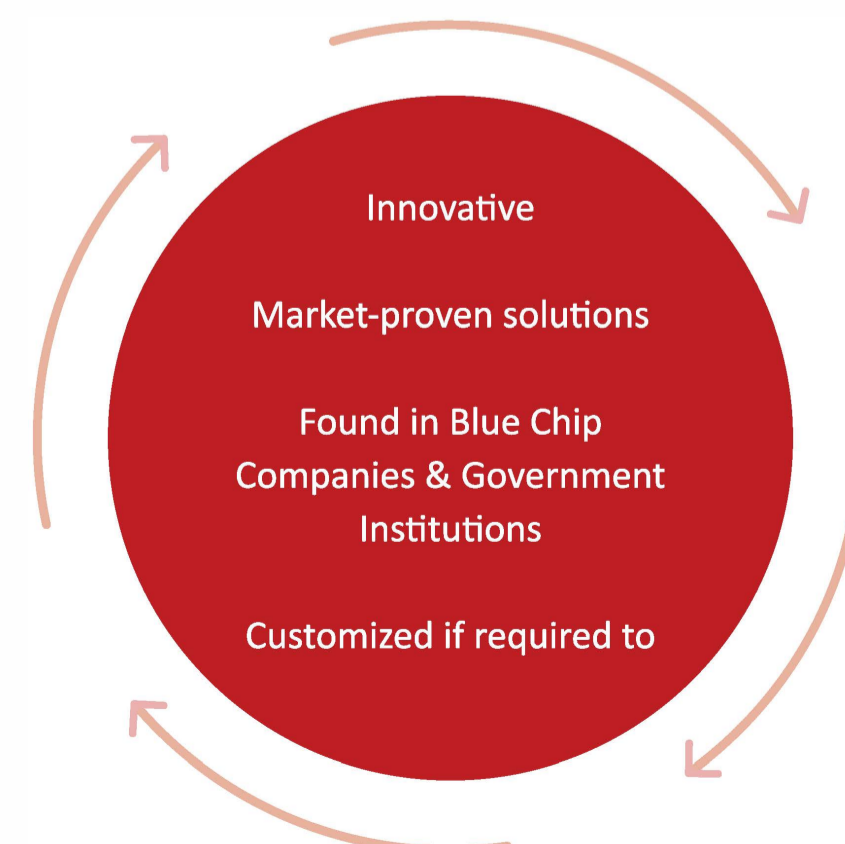 Innovative
Market-proven solutions
Found in Blue Chip
Companies & Government
Institutions
Customized if required to